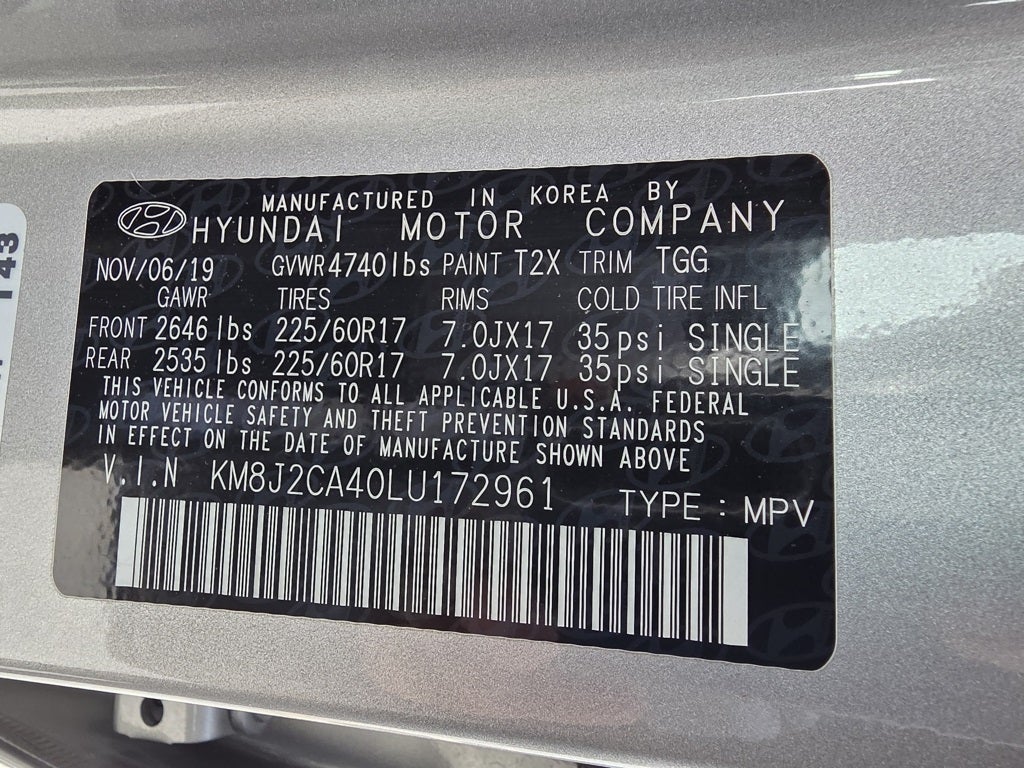 MANUFACTURED IN KOREA BY
HYUNDAI MOTOR COMPANY
NOV/06/19 GVWR 4740lbs PAINT T2X TRIM TGG
GAWR TIRES RIMS COLD TIRE INFL
FRONT 2646lbs 225/60R17 7.0JX17 35psi SINGLE
REAR 2535lbs 225/60R17 7.0JX17 35psi SINGLE
THIS VEHICLE CONFORMS TO ALL APPLICABLE U.S.A. FEDERAL
MOTOR VEHICLE SAFETY AND THEFT PREVENTION STANDARDS
IN EFFECT ON THE DATE OF MANUFACTURE SHOWN ABOVE
V.I.N KM8J2CA40LU172961 TYPE : MPV
143